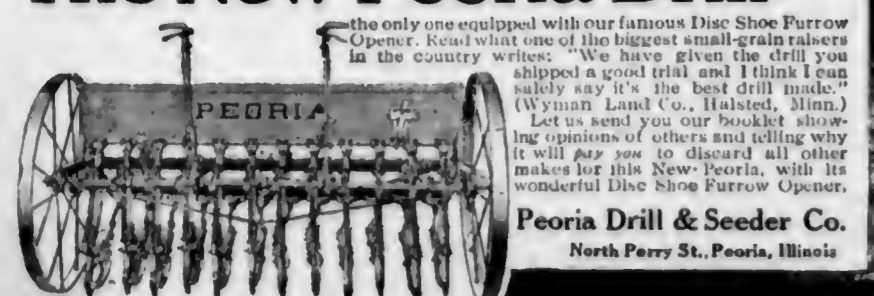 the only one equipped with our famous Disc Shoe Furrow
Opener. Read what one of the biggest small-grain raisers
in the country writes: "We have given the drill you
shipped a good trial and I think I can
safely say it's the best drill made."
(Wyman Land Co., Halsted, Minn.)
Let us send you our booklet show-
ing opinions of others and telling why
it will pay you to discard all other
makes for this New-Peoria, with its
wonderful Disc Shoe Furrow Opener.
PEORIA
Peoria Drill & Seeder Co.
North Perry St., Peoria, Illinois